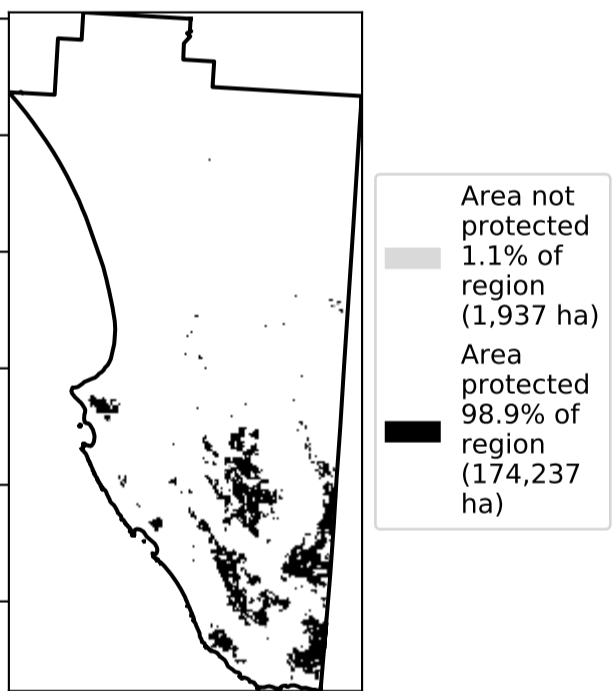 Area not
protected
1.1% of
region
(1,937 ha)
Area
protected
98.9% of
region
(174,237
ha)